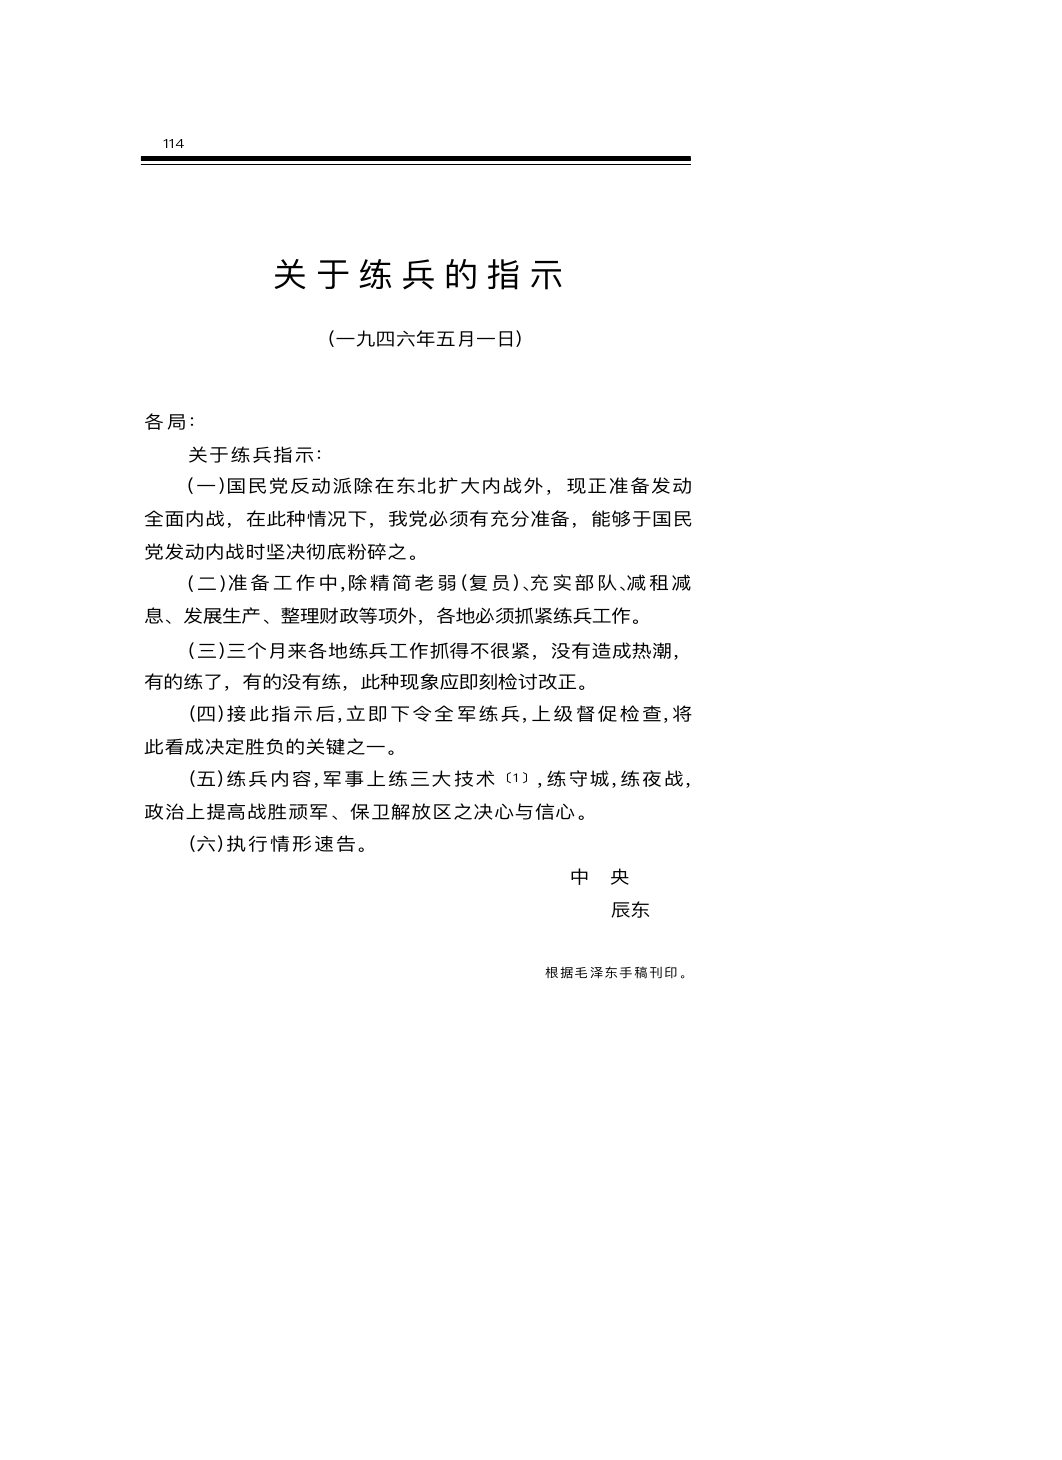 114
关于练兵的指示
(一九四六年五月一日)
各局:
关于练兵指示:
(一)国民党反动派除在东北扩大内战外，现正准备发动
全面内战，在此种情况下，我党必须有充分准备，能够于国民
党发动内战时坚决彻底粉碎之。
(二)准备工作中,除精简老弱(复员)、充实部队、减租减
息、发展生产、整理财政等项外，各地必须抓紧练兵工作。
(三)三个月来各地练兵工作抓得不很紧，没有造成热潮，
有的练了，有的没有练，此种现象应即刻检讨改正。
(四)接此指示后,立即下令全军练兵,上级督促检查,将
此看成决定胜负的关键之一。
(五)练兵内容,军事上练三大技术〔1〕,练守城,练夜战,
政治上提高战胜顽军、保卫解放区之决心与信心。
(六)执行情形速告。
中 央
辰东
根据毛泽东手稿刊印。